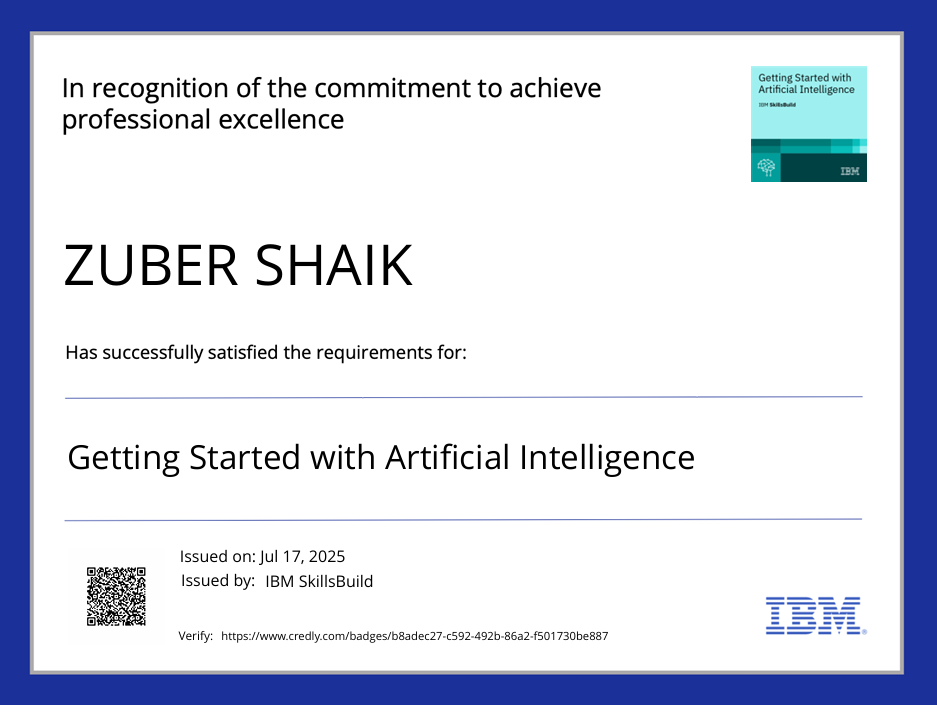 In recognition of the commitment to achieve
professional excellence
Getting Started with
Artificial Intelligence
IBM SkillsBuild
IBM
ZUBER SHAIK
Has successfully satisfied the requirements for:
Getting Started with Artificial Intelligence
Issued on: Jul 17, 2025
Issued by: IBM SkillsBuild
Verify: https://www.credly.com/badges/b8adec27-c592-492b-86a2-f501730be887
IBM®